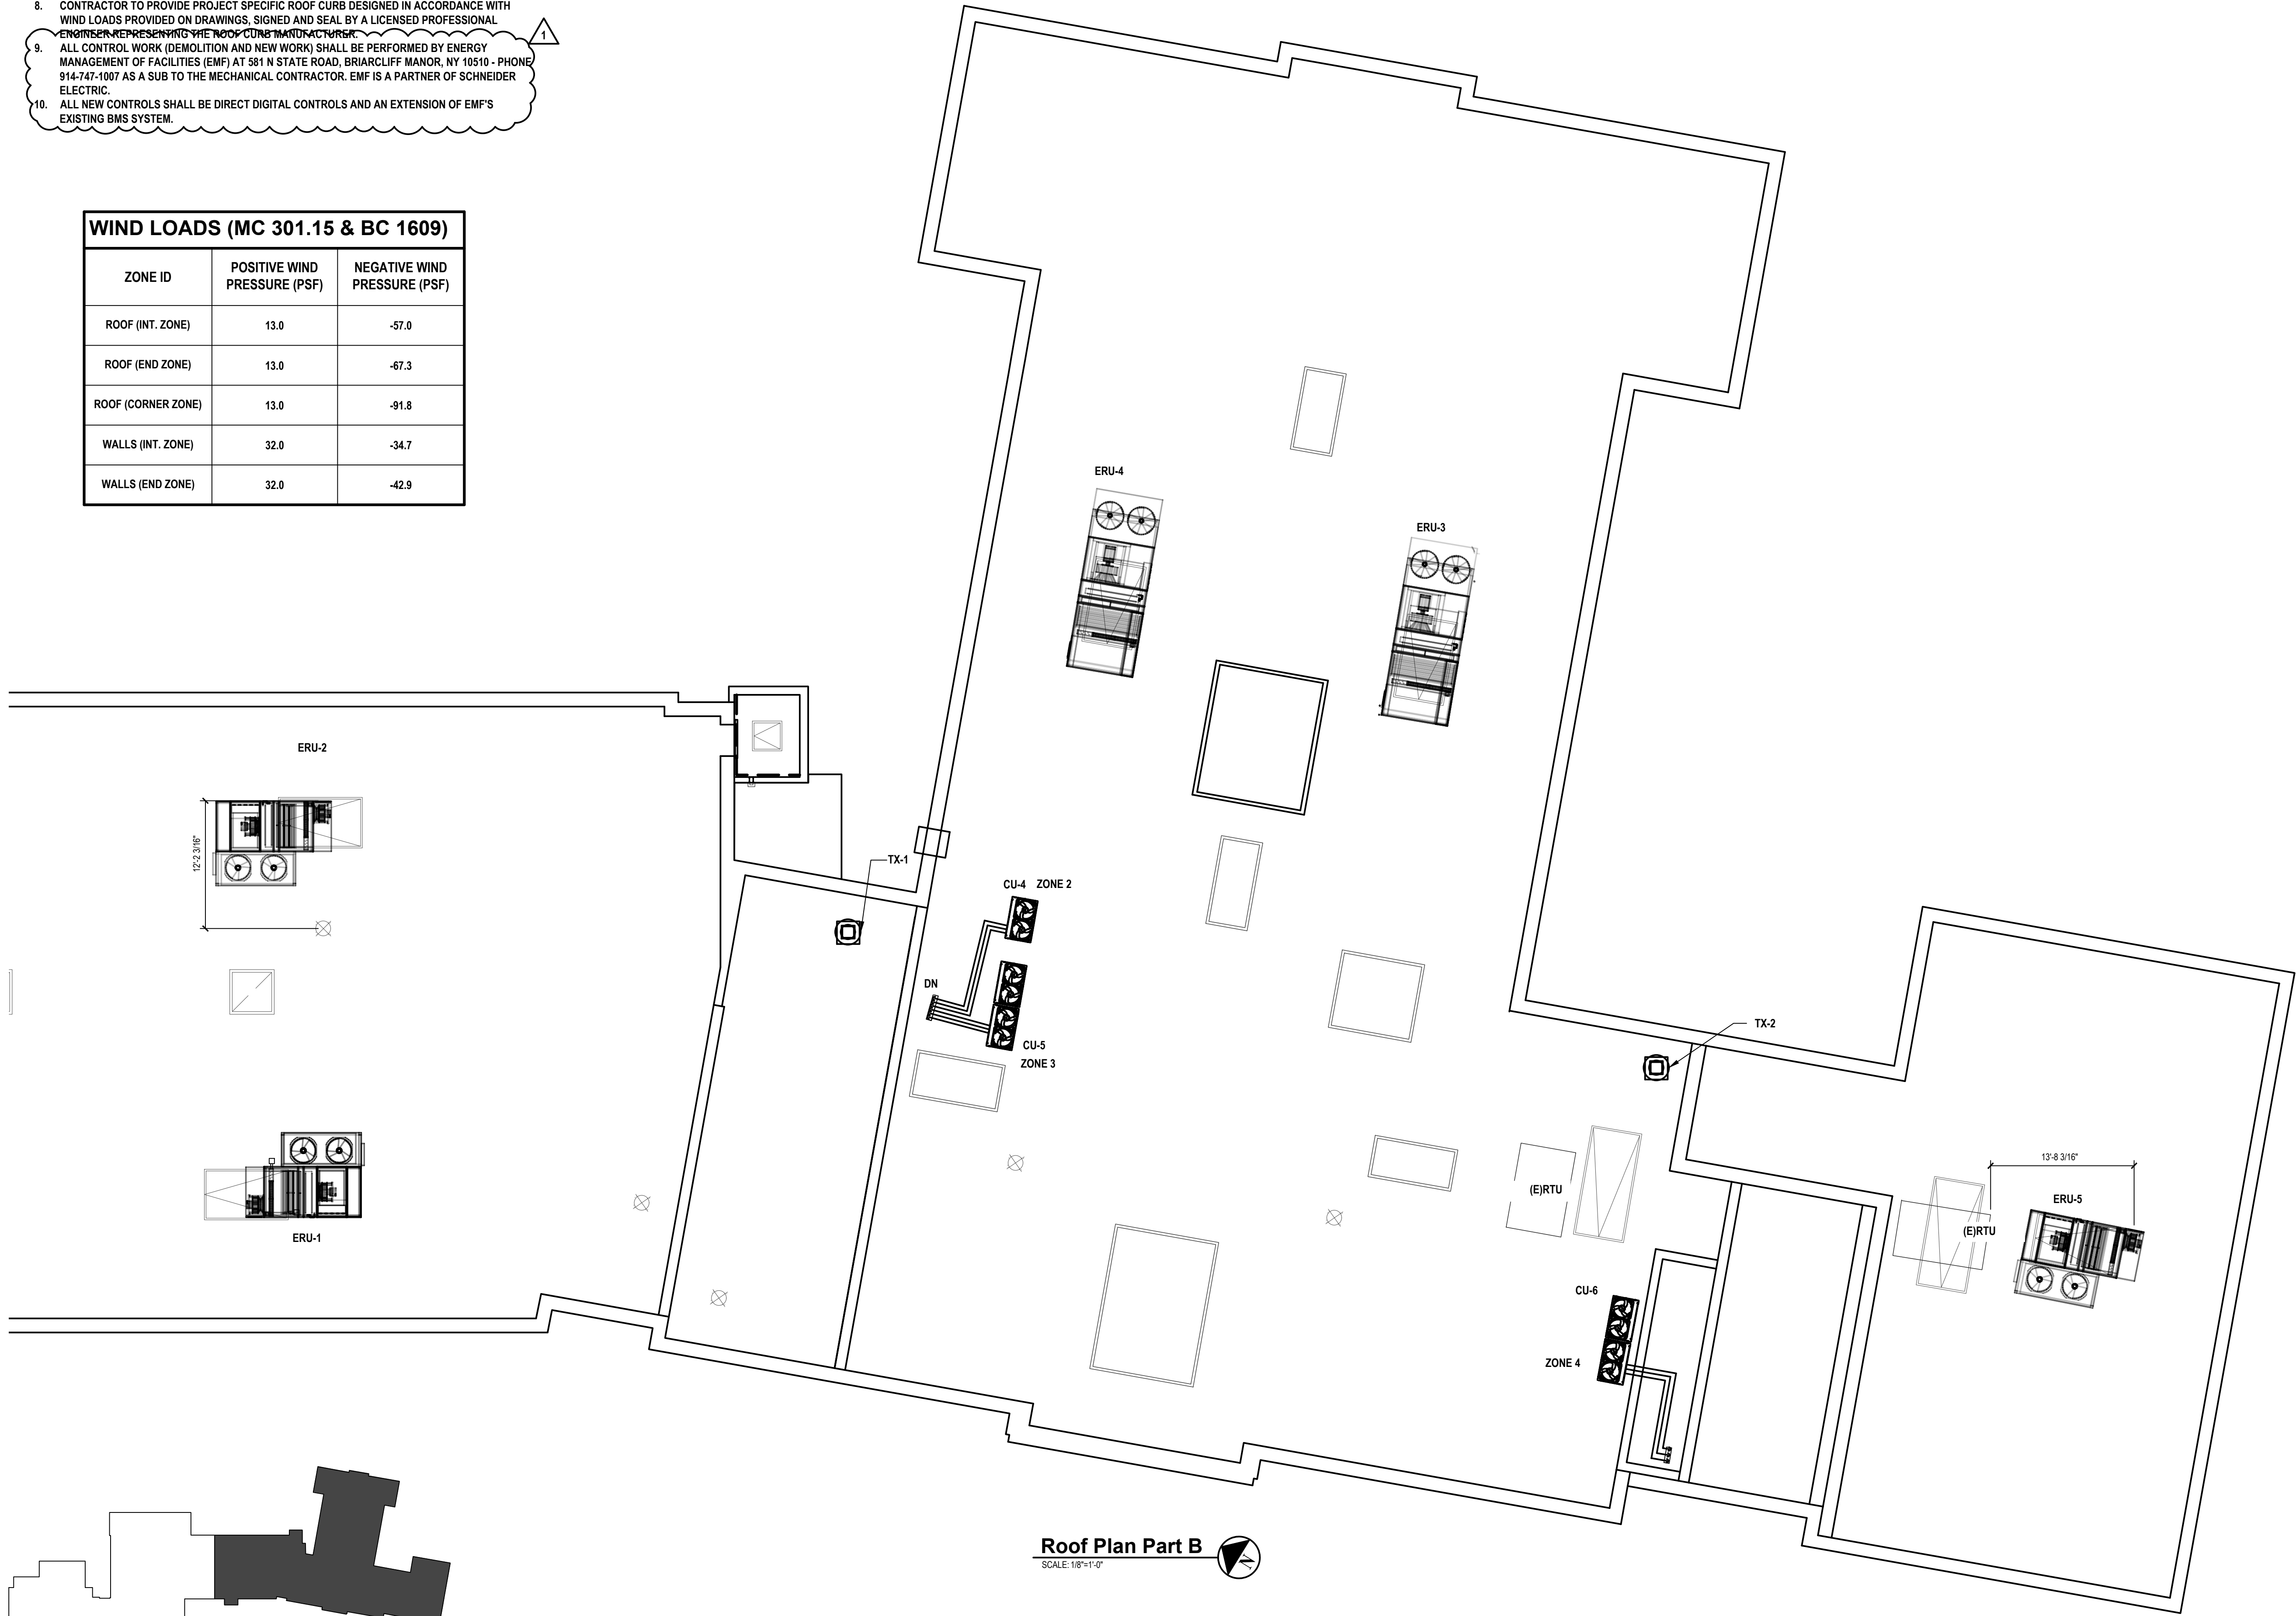 8. CONTRACTOR TO PROVIDE PROJECT SPECIFIC ROOF CURB DESIGNED IN ACCORDANCE WITH
WIND LOADS PROVIDED ON DRAWINGS, SIGNED AND SEAL BY A LICENSED PROFESSIONAL
ENGINEER REPRESENTING THE ROOF CURB MANUFACTURER.
1
9. ALL CONTROL WORK (DEMOLITION AND NEW WORK) SHALL BE PERFORMED BY ENERGY
MANAGEMENT OF FACILITIES (EMF) AT 581 N STATE ROAD, BRIARCLIFF MANOR, NY 10510 - PHONE
914-747-1007 AS A SUB TO THE MECHANICAL CONTRACTOR. EMF IS A PARTNER OF SCHNEIDER
ELECTRIC.
10. ALL NEW CONTROLS SHALL BE DIRECT DIGITAL CONTROLS AND AN EXTENSION OF EMF'S
EXISTING BMS SYSTEM.
WIND LOADS (MC 301.15 & BC 1609)
ZONE ID POSITIVE WIND PRESSURE (PSF) NEGATIVE WIND PRESSURE (PSF)
ROOF (INT. ZONE) 13.0 -57.0
ROOF (END ZONE) 13.0 -67.3
ROOF (CORNER ZONE) 13.0 -91.8
WALLS (INT. ZONE) 32.0 -34.7
WALLS (END ZONE) 32.0 -42.9
ERU-4
ERU-3
ERU-2
12'-2 3/16"
TX-1
CU-4 ZONE 2
DN
CU-5
ZONE 3
TX-2
13'-8 3/16"
(E)RTU
ERU-5
(E)RTU
ERU-1
CU-6
ZONE 4
Roof Plan Part B
SCALE: 1/8"=1'-0"
N